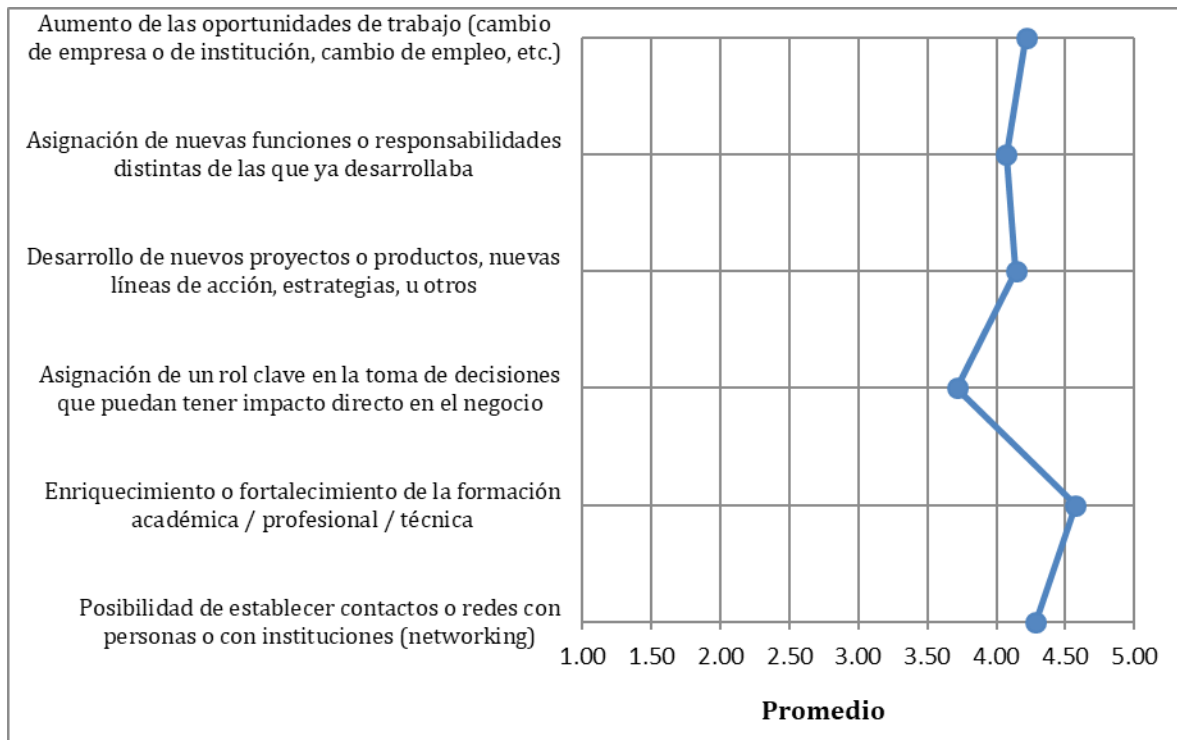 Aumento de las oportunidades de trabajo (cambio
de empresa o de institución, cambio de empleo, etc.)
Asignación de nuevas funciones o responsabilidades
distintas de las que ya desarrollaba
Desarrollo de nuevos proyectos o productos, nuevas
líneas de acción, estrategias, u otros
Asignación de un rol clave en la toma de decisiones
que puedan tener impacto directo en el negocio
Enriquecimiento o fortalecimiento de la formación
académica / profesional / técnica
Posibilidad de establecer contactos o redes con
personas o con instituciones (networking)
1.00 1.50 2.00 2.50 3.00 3.50 4.00 4.50 5.00
Promedio